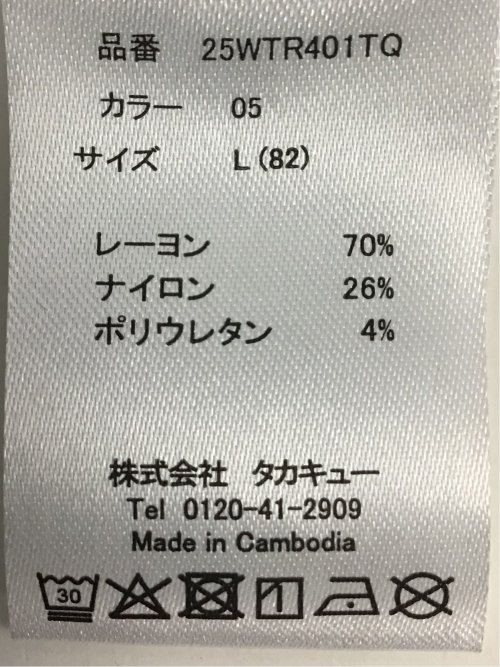 品番 25WTR401TQ
カラー 05
サイズ L(82)
レーヨン 70%
ナイロン 26%
ポリウレタン 4%
株式会社 タカキュー
Tel 0120-41-2909
Made in Cambodia
30